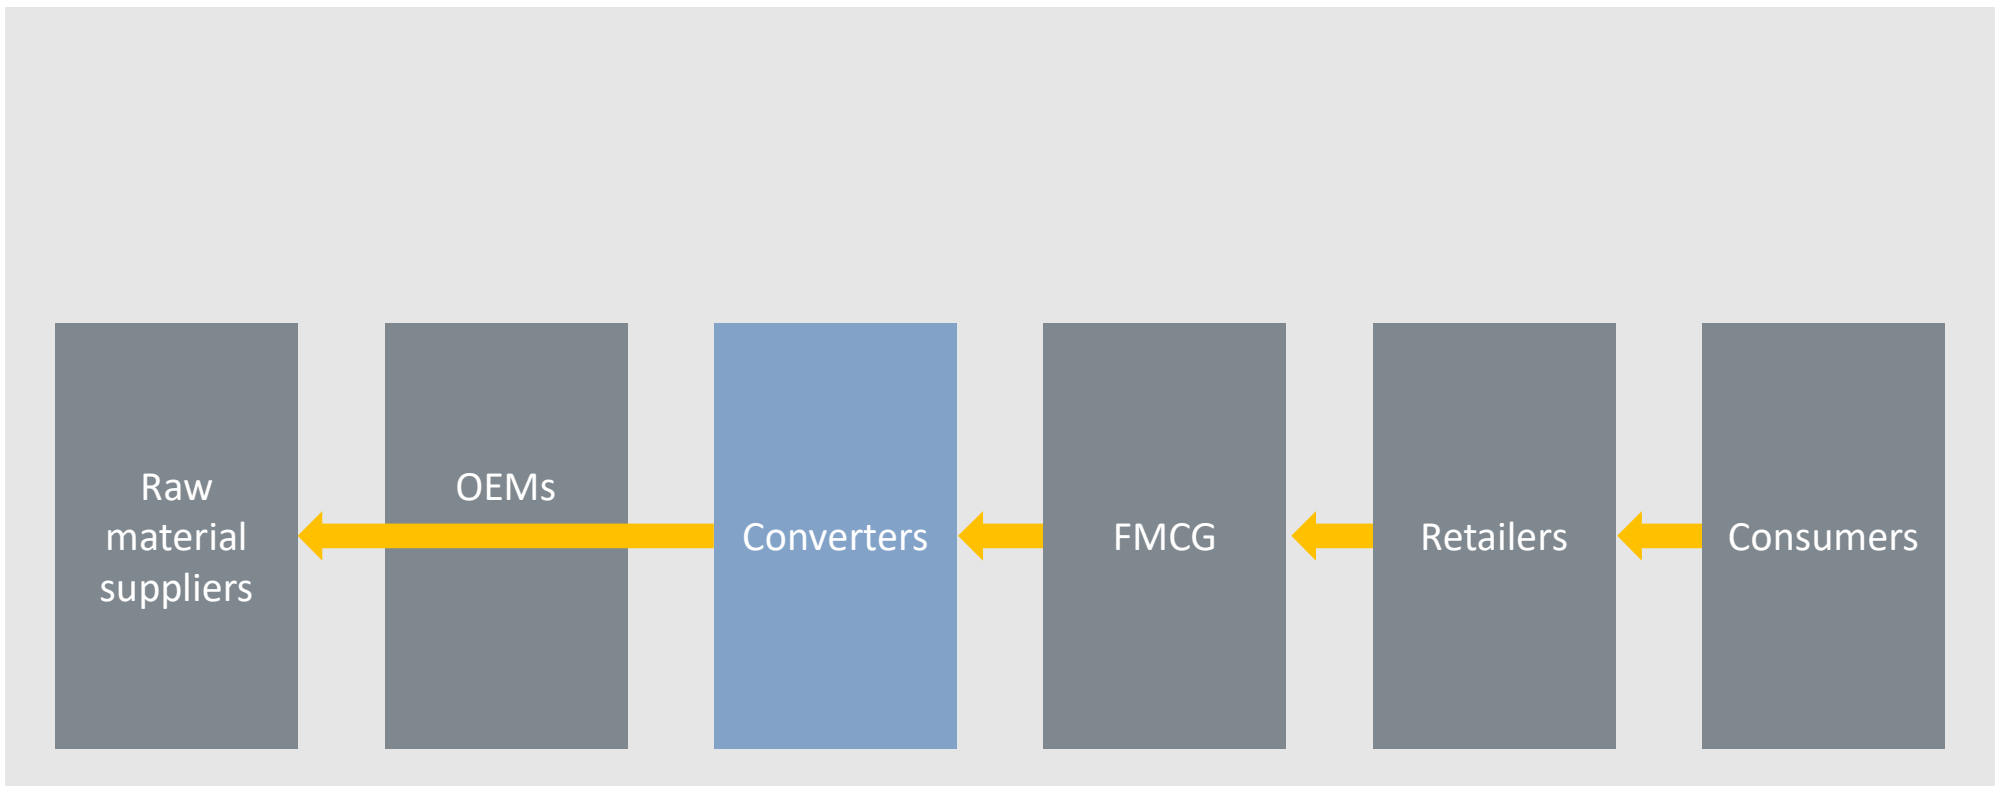 Raw
material
suppliers
OEMs
Converters
FMCG
Retailers
Consumers